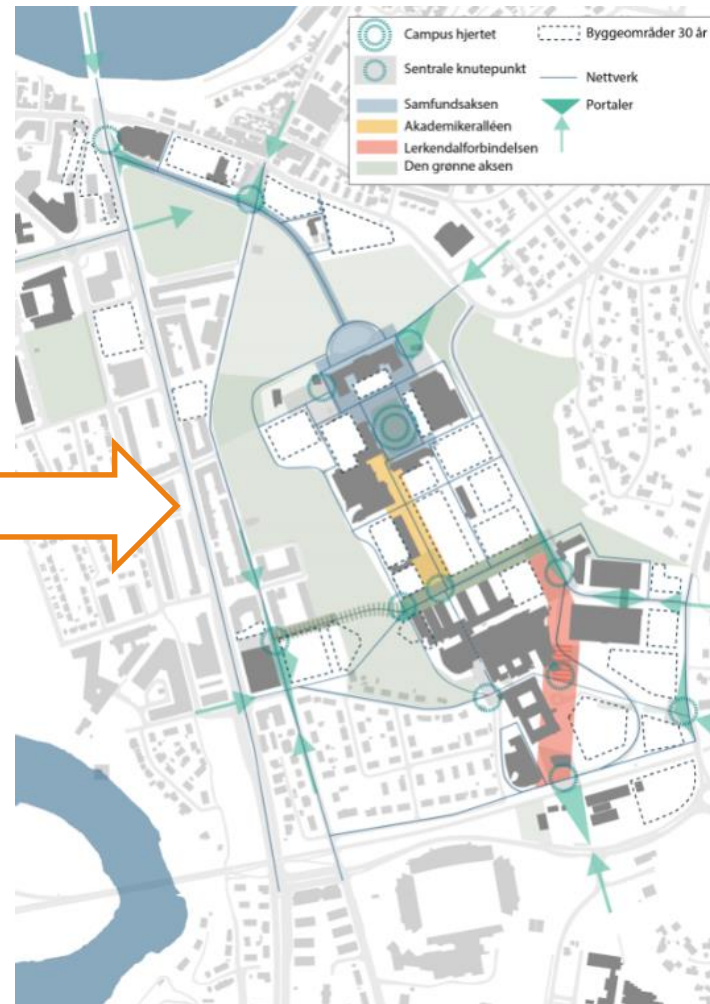 Campus hjertet
Sentrale knutepunkt
Samfundsaksen
Akademikeralléen
Lerkendalforbindelsen
Den grønne aksen
Byggeområder 30 år
Nettverk
Portaler